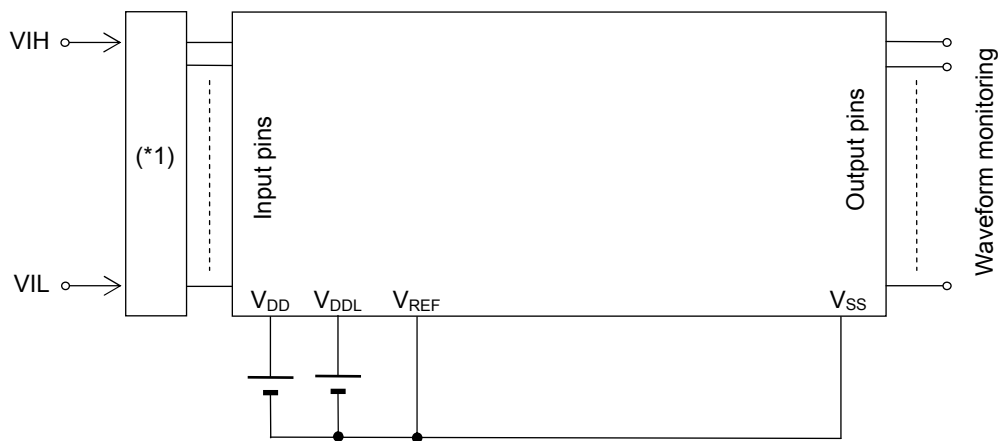 VIH
(*1)
VIL
Input pins
Output pins
Waveform monitoring
VDD
VDDL
VREF
VSS